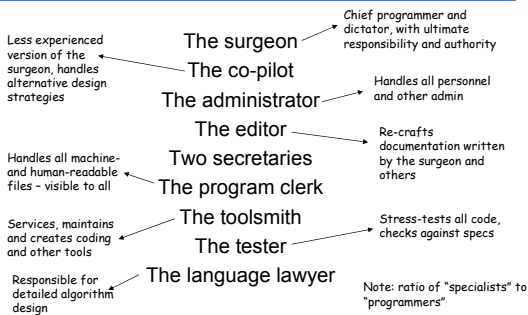 Chief programmer and
dictator, with ultimate
responsibility and authority
The surgeon
Less experienced
version of the
surgeon, handles
alternative design
strategies
The co-pilot
The administrator
Handles all personnel
and other admin
The editor
Re-crafts
documentation written
by the surgeon and
others
Two secretaries
Handles all machine-
and human-readable
files – visible to all
The program clerk
The toolsmith
Services, maintains
and creates coding
and other tools
The tester
Stress-tests all code,
checks against specs
The language lawyer
Responsible for
detailed algorithm
design
Note: ratio of “specialists” to
“programmers”